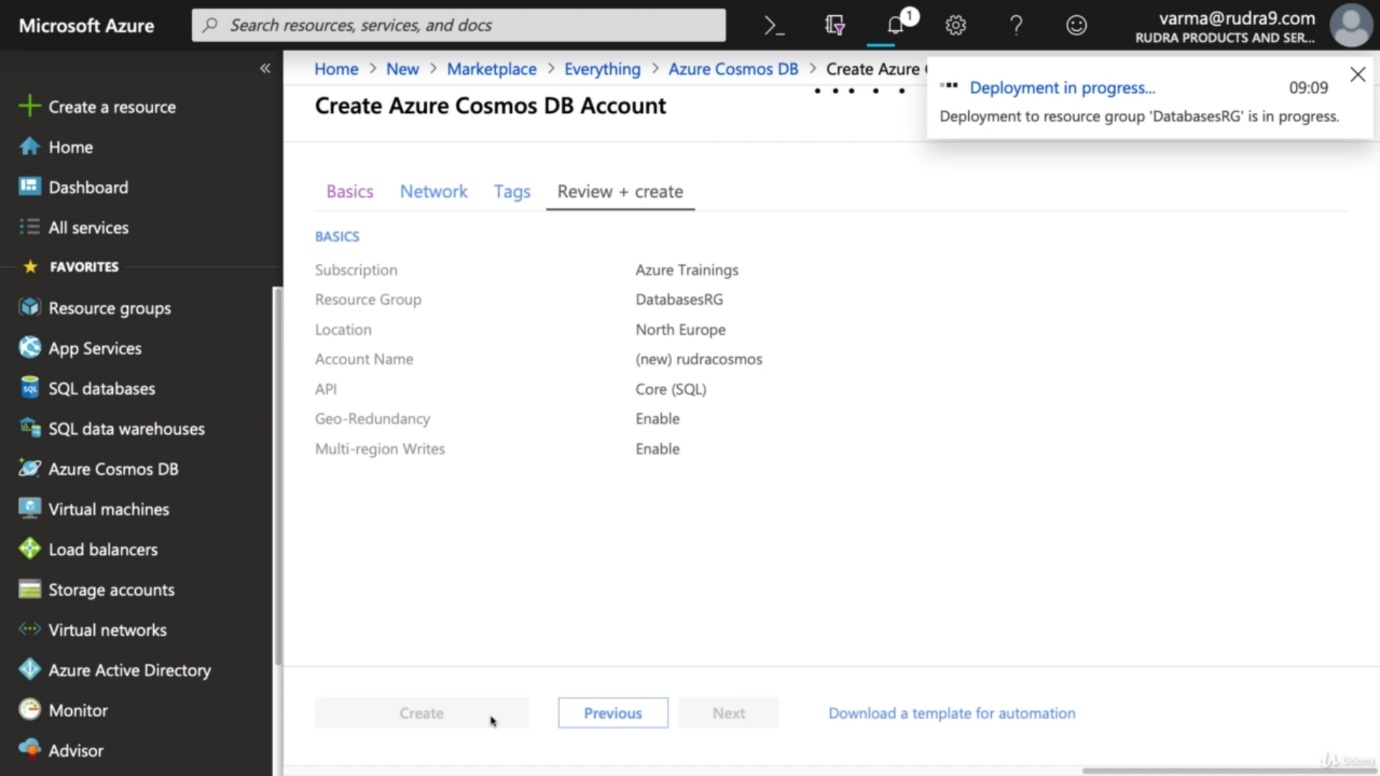 Microsoft Azure
Search resources, services, and docs
1
varma@rudra9.com
RUDRA PRODUCTS AND SER...
Home > New > Marketplace > Everything > Azure Cosmos DB > Create Azure
Create Azure Cosmos DB Account
Deployment in progress... 09:09
Deployment to resource group 'DatabasesRG' is in progress.
Create a resource
Home
Dashboard
All services
FAVORITES
Resource groups
App Services
SQL databases
SQL data warehouses
Azure Cosmos DB
Virtual machines
Load balancers
Storage accounts
Virtual networks
Azure Active Directory
Monitor
Advisor
Basics Network Tags Review + create
BASICS
Subscription Azure Trainings
Resource Group DatabasesRG
Location North Europe
Account Name (new) rudracosmos
API Core (SQL)
Geo-Redundancy Enable
Multi-region Writes Enable
Create Previous Next Download a template for automation
Udemy